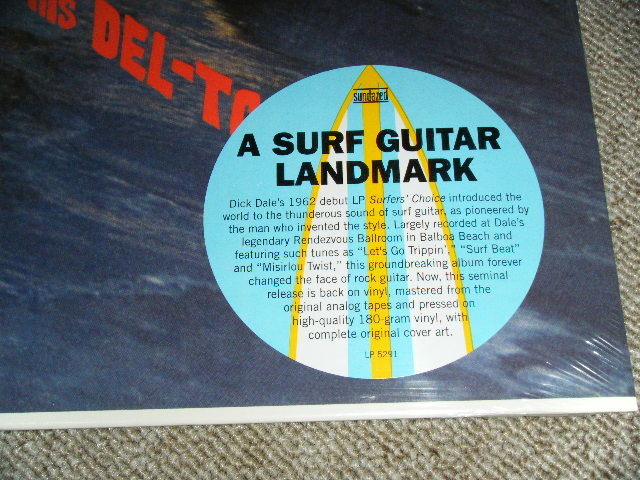 HIS DEL-TO
sundazed
A SURF GUITAR
LANDMARK
Dick Dale's 1962 debut LP Surfers' Choice introduced the
world to the thunderous sound of surf guitar, as pioneered by
the man who invented the style. Largely recorded at Dale's
legendary Rendezvous Ballroom in Balboa Beach and
featuring such tunes as "Let's Go Trippin'," "Surf Beat"
and "Misirlou Twist," this groundbreaking album forever
changed the face of rock guitar. Now, this seminal
release is back on vinyl, mastered from the
original analog tapes and pressed on
high-quality 180-gram vinyl, with
complete original cover art.
LP 5291